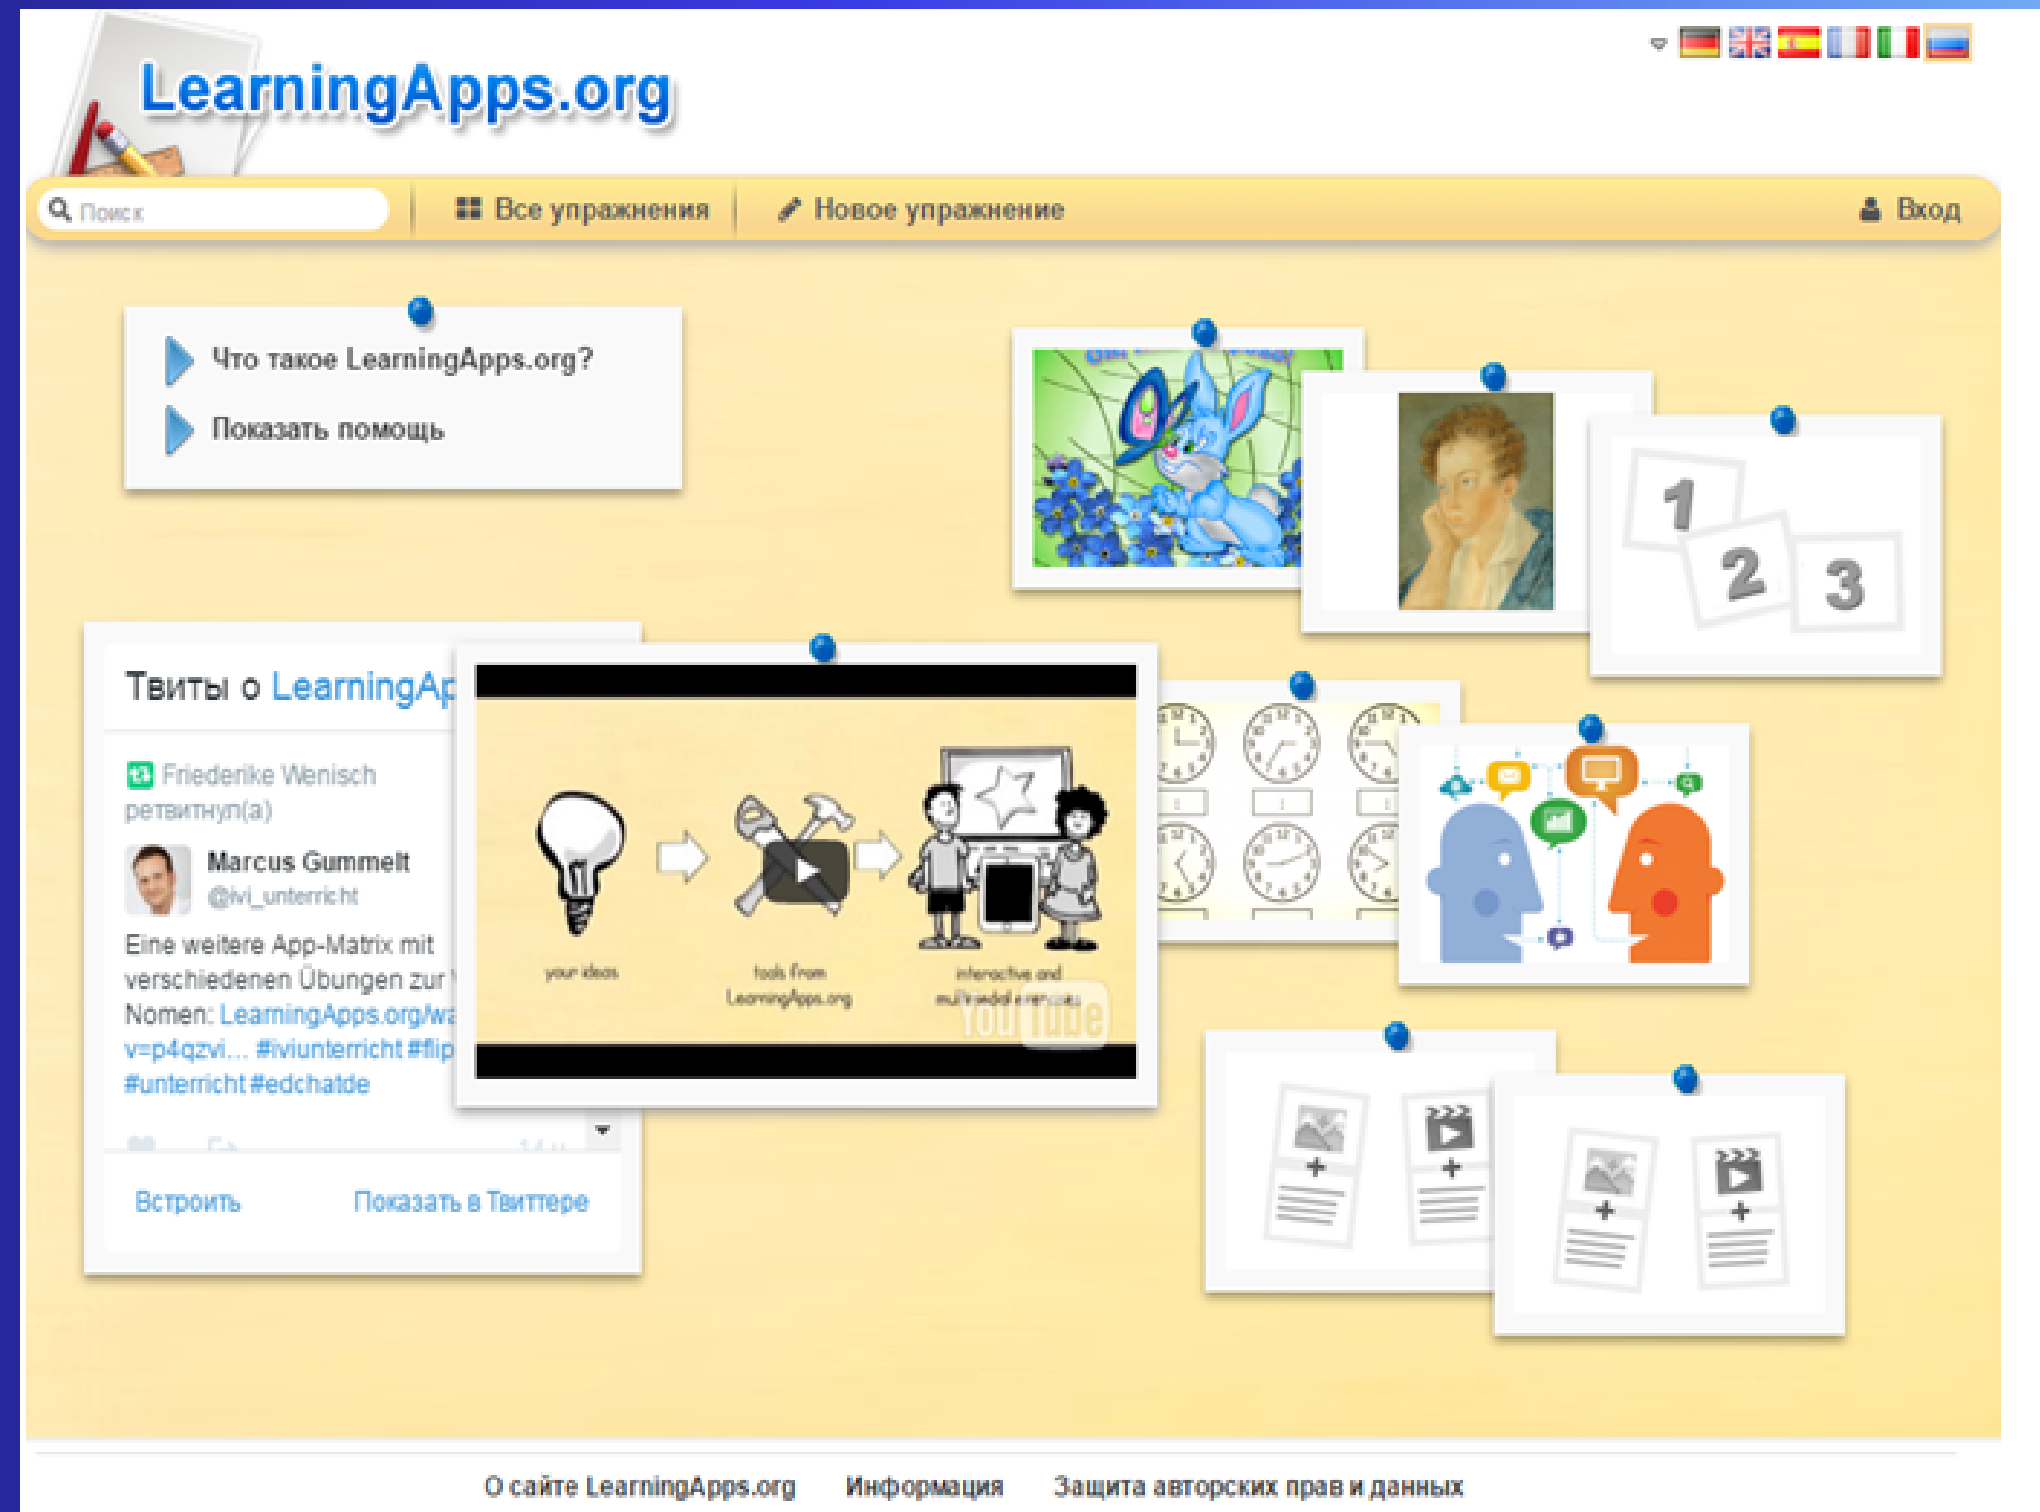 LearningApps.org
Поиск
Все упражнения
Новое упражнение
Вход
Что такое LearningApps.org?
Показать помощь
1
2
3
Твиты о LearningAp
Friederike Wenisch
ретвитнул(а)
Marcus Gummelt
@ivi_unterricht
Eine weitere App-Matrix mit
verschiedenen Übungen zur
Nomen: LearningApps.org/wa
v=p4qzvi... #iviunterricht #flip
#unterricht #edchatde
Встроить
Показать в Твиттере
your ideas
tools from
LearningApps.org
interactive and
multimedial exercises
YouTube
О сайте LearningApps.org
Информация
Защита авторских прав и данных